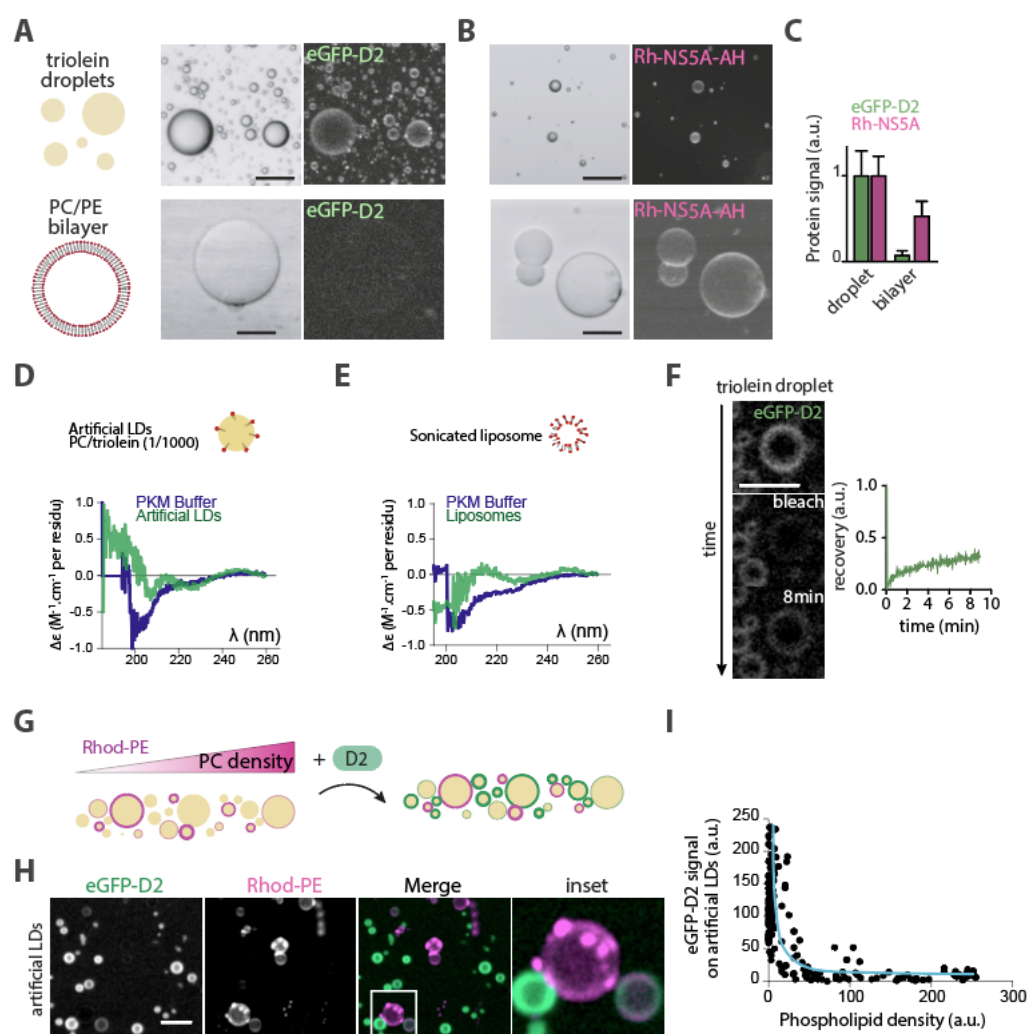 A
triolein
droplets
eGFP-D2
B
Rh-NS5A-AH
C
eGFP-D2
Rh-NS5A
Protein signal (a.u.)
1
0
droplet
bilayer
PC/PE
bilayer
eGFP-D2
Rh-NS5A-AH
D
Artificial LDs
PC/triolein (1/1000)
PKM Buffer
Artificial LDs
Δε (M⁻¹.cm⁻¹ per residu)
1.0
0.5
0.0
-0.5
-1.0
λ (nm)
200
220
240
260
E
Sonicated liposome
PKM Buffer
Liposomes
Δε (M⁻¹.cm⁻¹ per residu)
1.0
0.5
0.0
-0.5
-1.0
λ (nm)
200
220
240
260
F
triolein droplet
eGFP-D2
bleach
8min
time
recovery (a.u.)
1.0
0.5
0.0
0
2
4
6
8
10
time (min)
G
Rhod-PE
PC density
+
D2
H
eGFP-D2
Rhod-PE
Merge
inset
artificial LDs
I
eGFP-D2 signal
on artificial LDs (a.u.)
250
200
150
100
50
0
0
100
200
300
Phospholipid density (a.u.)